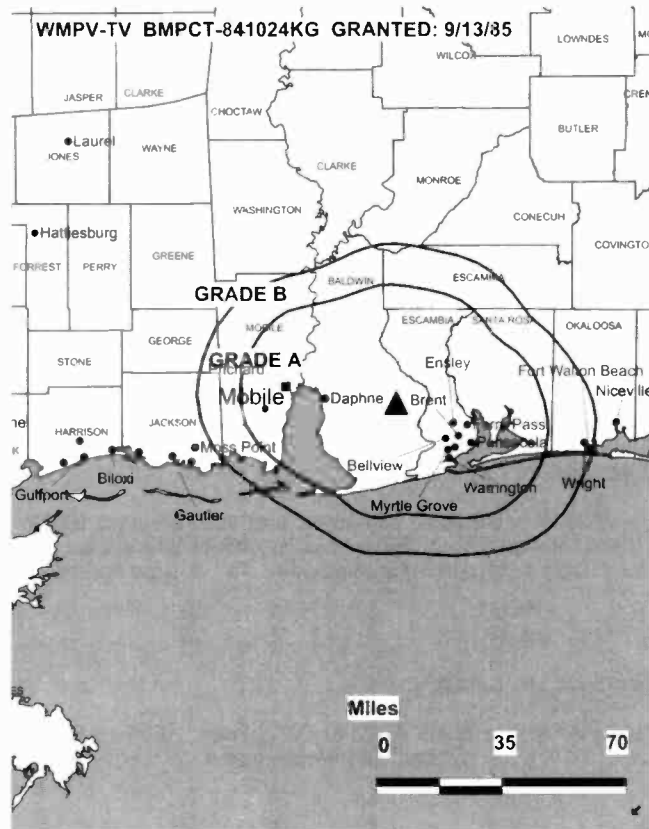 WMPV-TV BMPCT-841024KG GRANTED: 9/13/85
LOWNDES
WILCOX
JASPER
CLARKE
CHOCTAW
BUTLER
Laurel
JONES
WAYNE
CLARKE
MONROE
WASHINGTON
CONECUH
Hattiesburg
COVINGTON
FORREST
PERRY
GREENE
BALDWIN
ESCAMBIA
GRADE B
MOBILE
ESCAMBIA
SANTA ROSA
OKALOOSA
GEORGE
STONE
GRADE A
Ensley
Fort Walton Beach
Prichard
Mobile
Daphne
Brent
Niceville
HARRISON
JACKSON
Ferry Pass
Moss Point
Pensacola
Bellview
Biloxi
Gulfport
Warrington
Wright
Gautier
Myrtle Grove
Miles
0 35 70